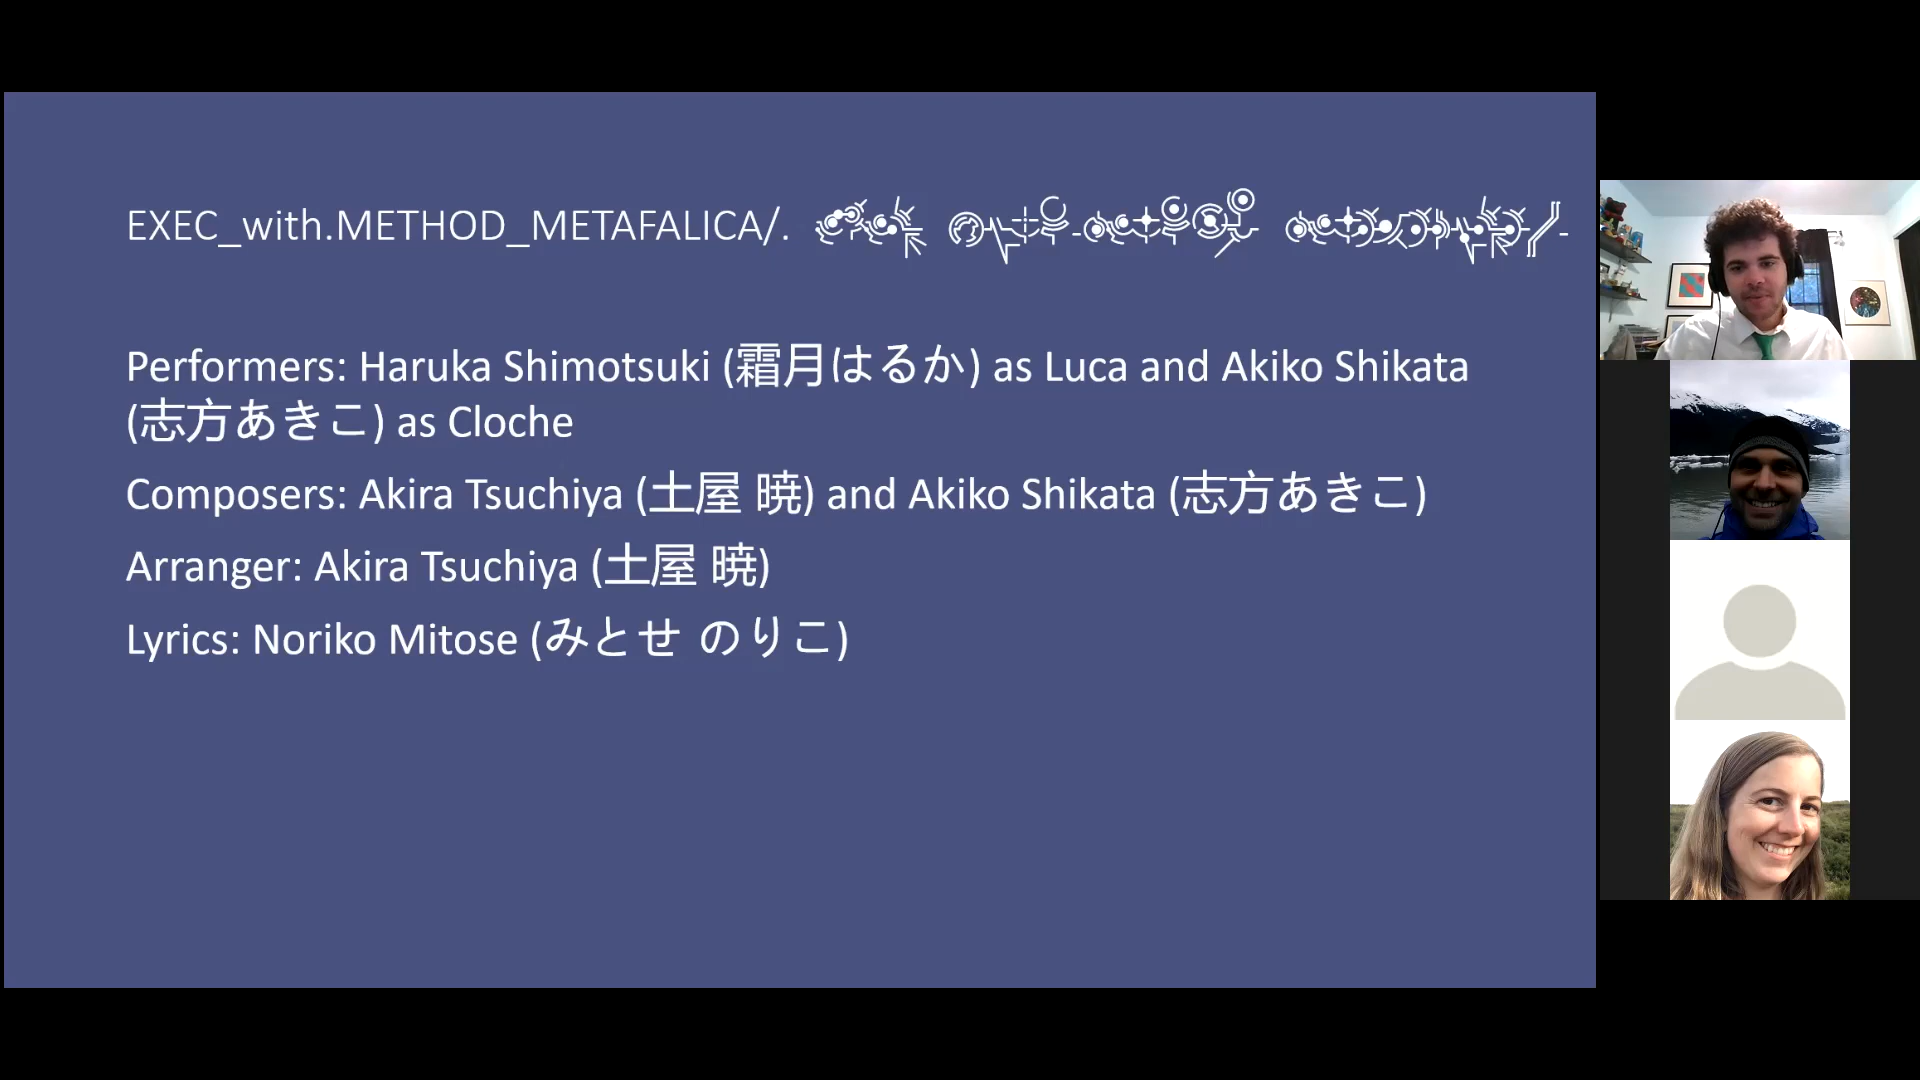 EXEC_with.METHOD_METAFALICA/.
Performers: Haruka Shimotsuki (霜月はるか) as Luca and Akiko Shikata
(志方あきこ) as Cloche
Composers: Akira Tsuchiya (土屋 暁) and Akiko Shikata (志方あきこ)
Arranger: Akira Tsuchiya (土屋 暁)
Lyrics: Noriko Mitose (みとせ のりこ)